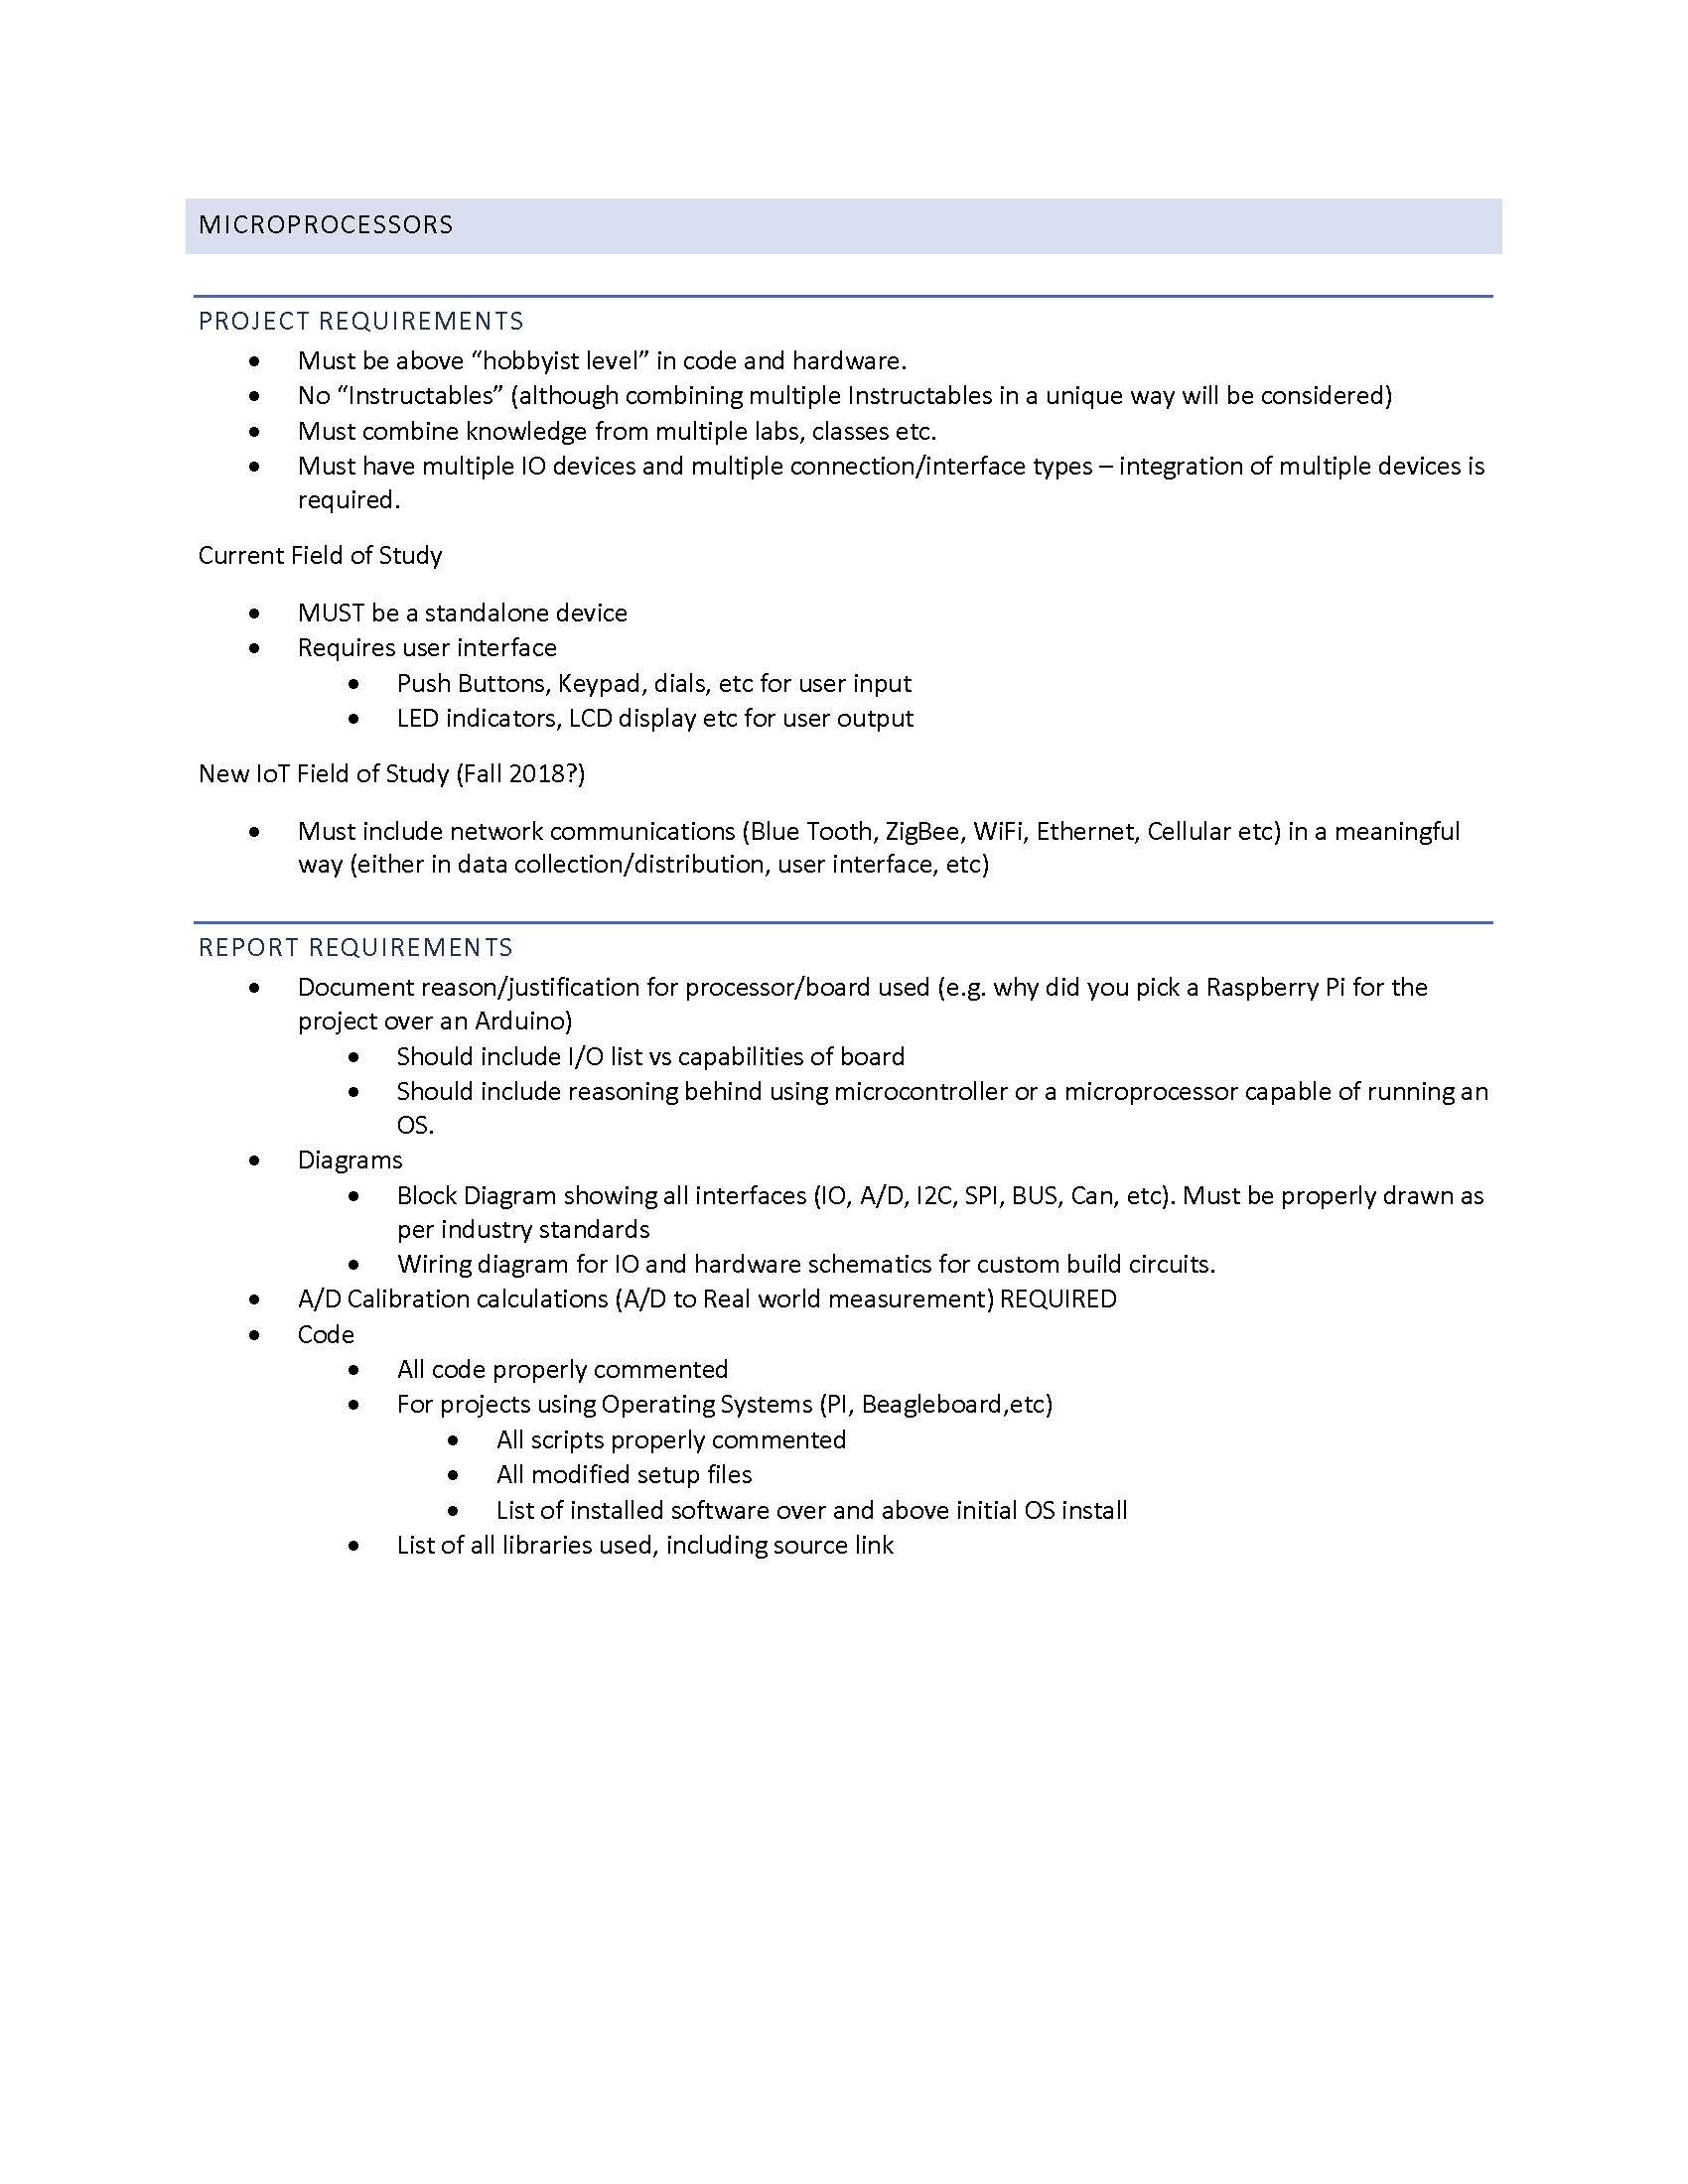 MICROPROCESSORS
PROJECT REQUIREMENTS
• Must be above “hobbyist level” in code and hardware.
• No “Instructables” (although combining multiple Instructables in a unique way will be considered)
• Must combine knowledge from multiple labs, classes etc.
• Must have multiple IO devices and multiple connection/interface types – integration of multiple devices is
required.
Current Field of Study
• MUST be a standalone device
• Requires user interface
• Push Buttons, Keypad, dials, etc for user input
• LED indicators, LCD display etc for user output
New IoT Field of Study (Fall 2018?)
• Must include network communications (Blue Tooth, ZigBee, WiFi, Ethernet, Cellular etc) in a meaningful
way (either in data collection/distribution, user interface, etc)
REPORT REQUIREMENTS
• Document reason/justification for processor/board used (e.g. why did you pick a Raspberry Pi for the
project over an Arduino)
• Should include I/O list vs capabilities of board
• Should include reasoning behind using microcontroller or a microprocessor capable of running an
OS.
• Diagrams
• Block Diagram showing all interfaces (IO, A/D, I2C, SPI, BUS, Can, etc). Must be properly drawn as
per industry standards
• Wiring diagram for IO and hardware schematics for custom build circuits.
• A/D Calibration calculations (A/D to Real world measurement) REQUIRED
• Code
• All code properly commented
• For projects using Operating Systems (PI, Beagleboard,etc)
• All scripts properly commented
• All modified setup files
• List of installed software over and above initial OS install
• List of all libraries used, including source link